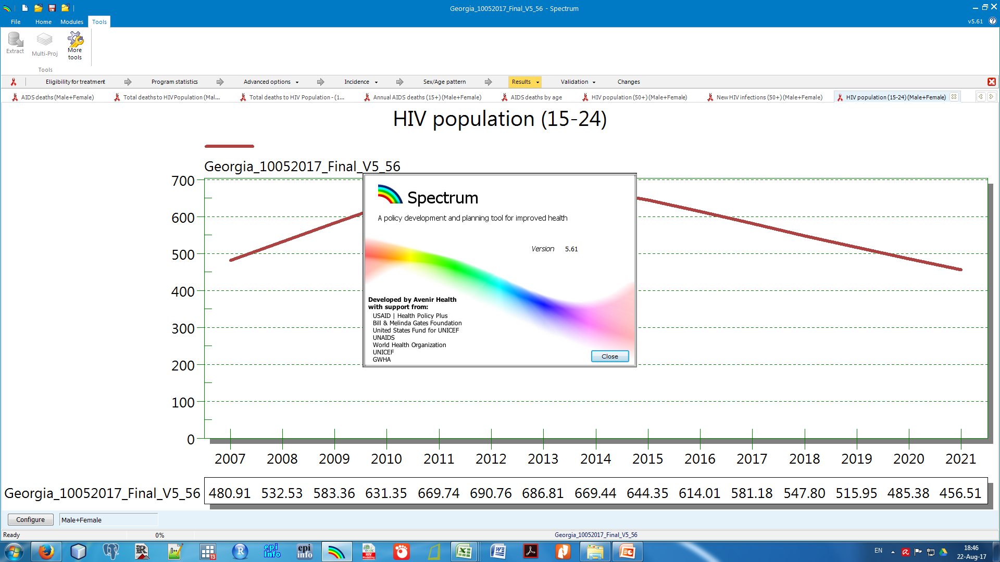 Georgia_10052017_Final_V5_56 - Spectrum
File Home Modules Tools
v5.61
Extract
Multi-Proj
More
tools
Tools
Eligibility for treatment Program statistics Advanced options Incidence Sex/Age pattern Results Validation Changes
AIDS deaths (Male+Female) Total deaths to HIV Population (Mal... Total deaths to HIV Population - (1... Annual AIDS deaths (15+) (Male+Female) AIDS deaths by age HIV population (50+) (Male+Female) New HIV infections (50+) (Male+Female) HIV population (15-24) (Male+Female)
HIV population (15-24)
Georgia_10052017_Final_V5_56
700
600
500
400
300
200
100
0
Spectrum
A policy development and planning tool for improved health
Version 5.61
Developed by Avenir Health
with support from:
USAID | Health Policy Plus
Bill & Melinda Gates Foundation
United States Fund for UNICEF
UNAIDS
World Health Organization
UNICEF
GWHA
Close
2007 2008 2009 2010 2011 2012 2013 2014 2015 2016 2017 2018 2019 2020 2021
Georgia_10052017_Final_V5_56 480.91 532.53 583.36 631.35 669.74 690.76 686.81 669.44 644.35 614.01 581.18 547.80 515.95 485.38 456.51
Configure Male+Female
Ready 0% Georgia_10052017_Final_V5_56
epi info
epi info
EN
18:46
22-Aug-17